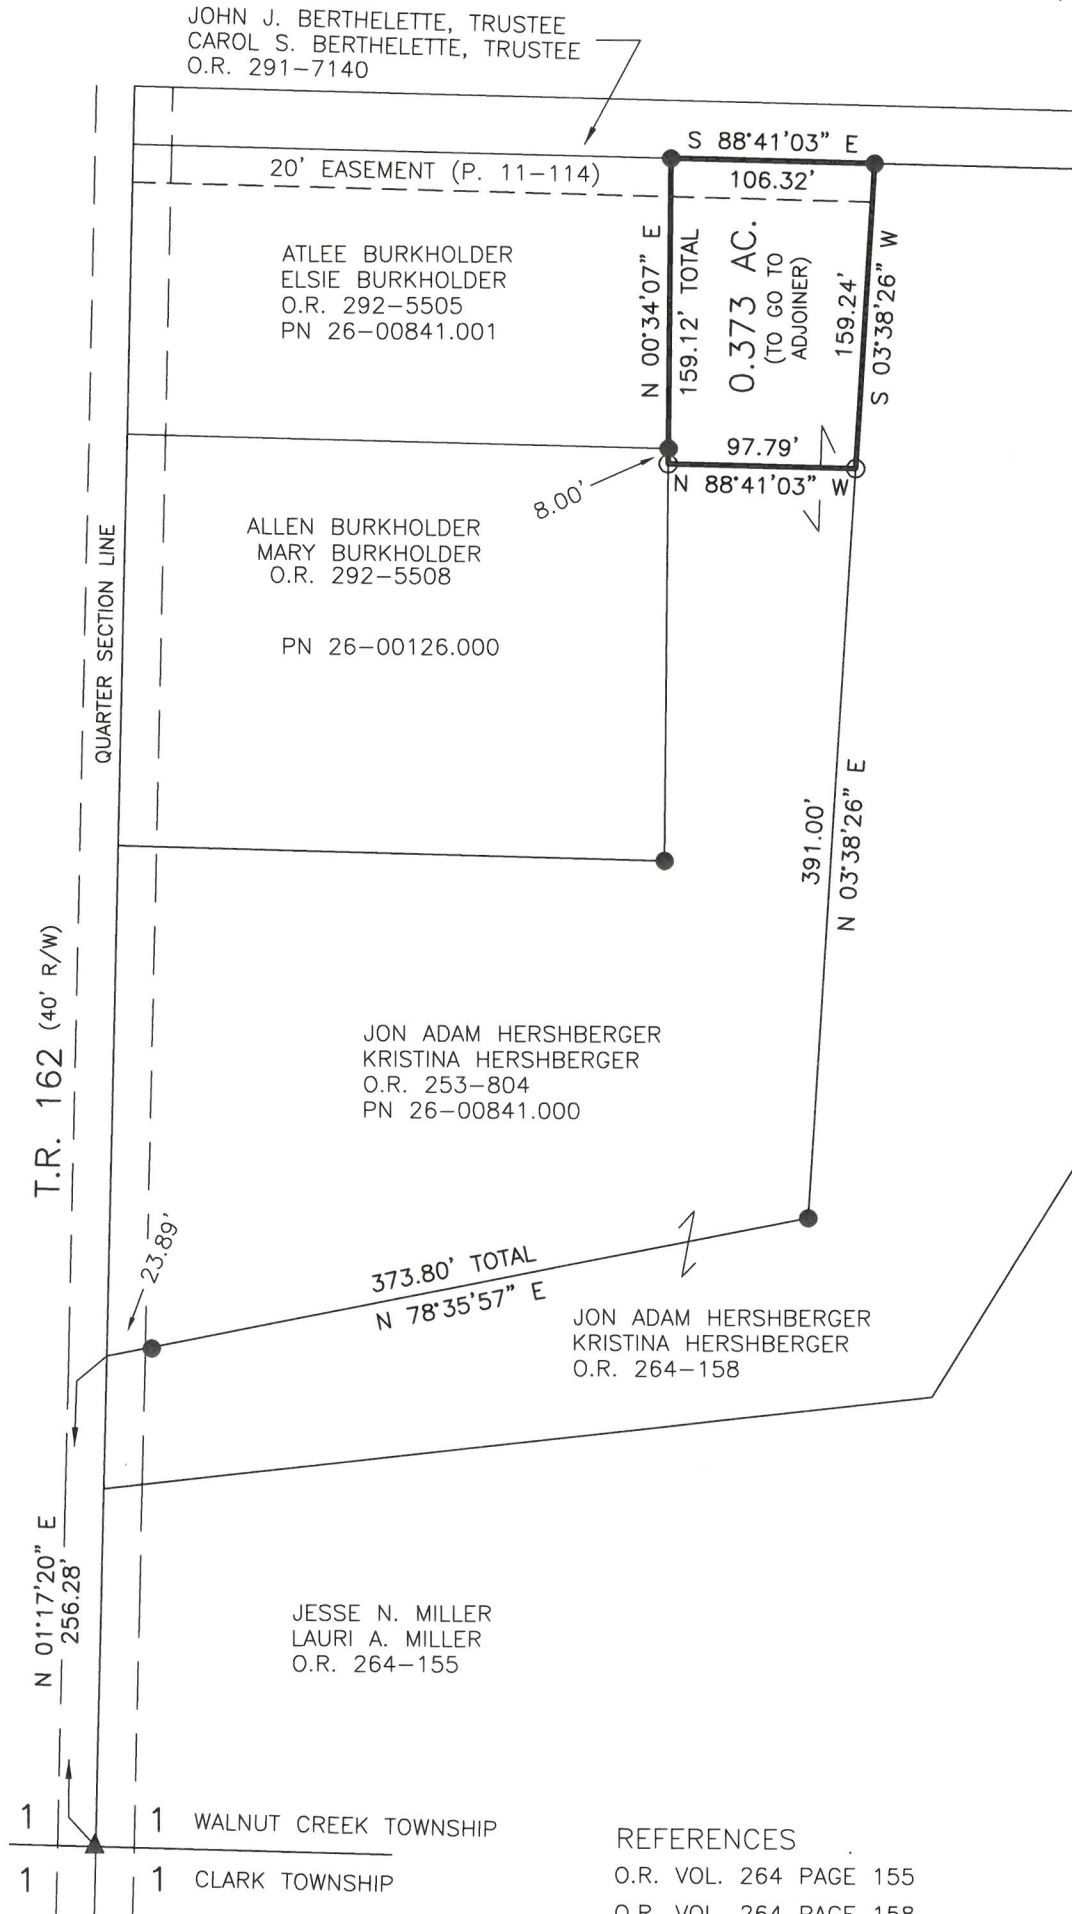 JOHN J. BERTHELETTE, TRUSTEE
CAROL S. BERTHELETTE, TRUSTEE
O.R. 291-7140
S 88°41'03" E
106.32'
20' EASEMENT (P. 11-114)
ATLEE BURKHOLDER
ELSIE BURKHOLDER
O.R. 292-5505
PN 26-00841.001
N 00°34'07" E
159.12' TOTAL
0.373 AC.
(TO GO TO
ADJOINER)
159.24'
S 03°38'26" W
97.79'
N 88°41'03" W
8.00'
ALLEN BURKHOLDER
MARY BURKHOLDER
O.R. 292-5508
PN 26-00126.000
QUARTER SECTION LINE
391.00'
N 03°38'26" E
T.R. 162 (40' R/W)
JON ADAM HERSHBERGER
KRISTINA HERSHBERGER
O.R. 253-804
PN 26-00841.000
23.89'
373.80' TOTAL
N 78°35'57" E
JON ADAM HERSHBERGER
KRISTINA HERSHBERGER
O.R. 264-158
N 01°17'20" E
256.28'
JESSE N. MILLER
LAURI A. MILLER
O.R. 264-155
1 1 WALNUT CREEK TOWNSHIP
1 1 CLARK TOWNSHIP
REFERENCES
O.R. VOL. 264 PAGE 155
O.R. VOL. 264 PAGE 158